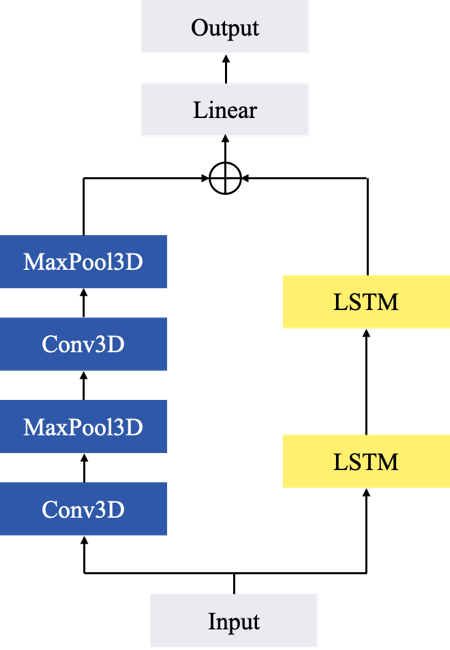 Output
Linear
MaxPool3D
LSTM
Conv3D
MaxPool3D
LSTM
Conv3D
Input